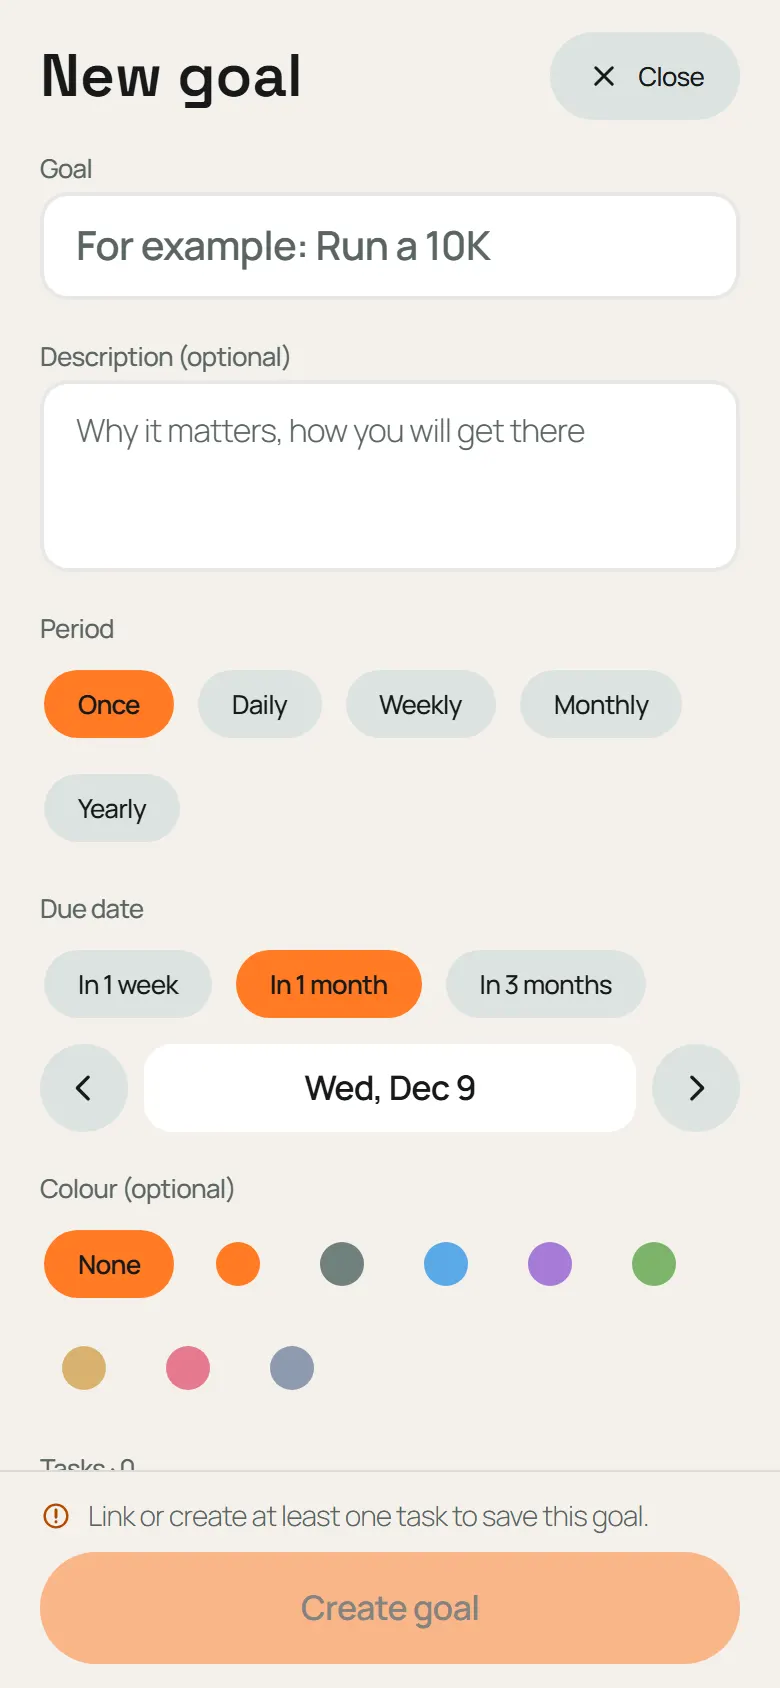 New goal
Close
Goal
For example: Run a 10K
Description (optional)
Why it matters, how you will get there
Period
Once Daily Weekly Monthly
Yearly
Due date
In 1 week In 1 month In 3 months
Wed, Dec 9
Colour (optional)
None
Tasks · 0
Link or create at least one task to save this goal.
Create goal